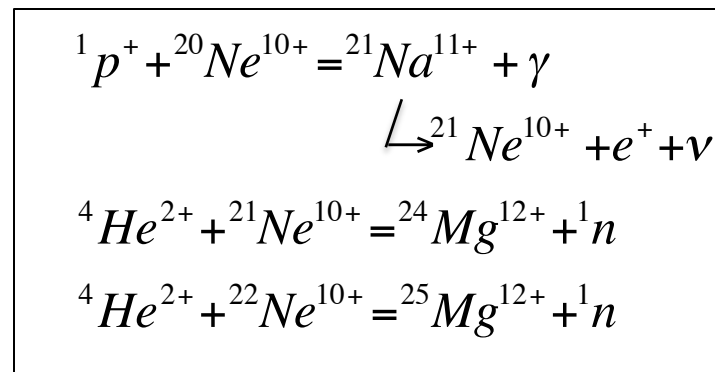 ¹p⁺ + ²⁰Ne¹⁰⁺ = ²¹Na¹¹⁺ + γ
²¹Ne¹⁰⁺ + e⁺ + ν
⁴He²⁺ + ²¹Ne¹⁰⁺ = ²⁴Mg¹²⁺ + ¹n
⁴He²⁺ + ²²Ne¹⁰⁺ = ²⁵Mg¹²⁺ + ¹n